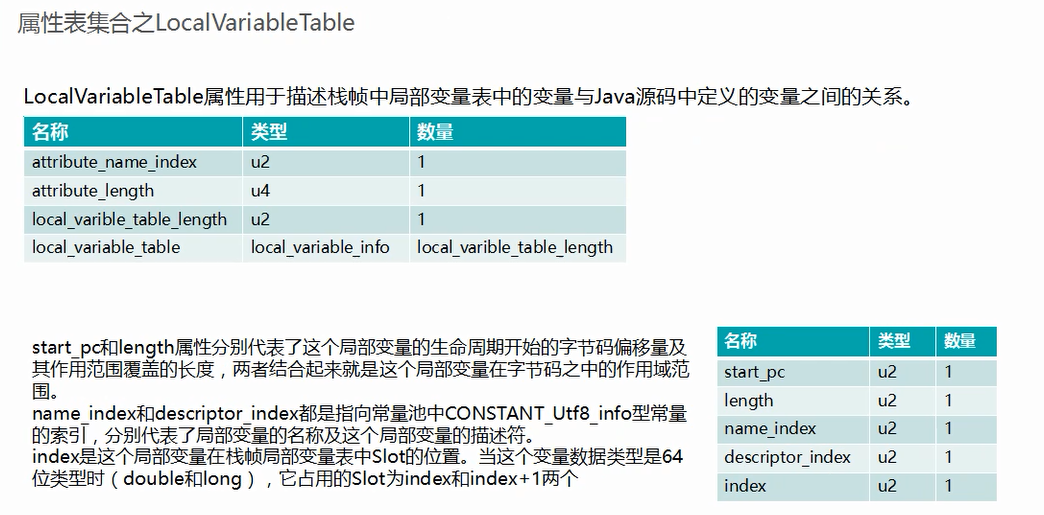 属性表集合之LocalVariableTable
LocalVariableTable属性用于描述栈帧中局部变量表中的变量与Java源码中定义的变量之间的关系。
名称 类型 数量
attribute_name_index u2 1
attribute_length u4 1
local_varible_table_length u2 1
local_variable_table local_variable_info local_varible_table_length
start_pc和length属性分别代表了这个局部变量的生命周期开始的字节码偏移量及
其作用范围覆盖的长度，两者结合起来就是这个局部变量在字节码之中的作用域范
围。
name_index和descriptor_index都是指向常量池中CONSTANT_Utf8_info型常量
的索引，分别代表了局部变量的名称及这个局部变量的描述符。
index是这个局部变量在栈帧局部变量表中Slot的位置。当这个变量数据类型是64
位类型时（double和long），它占用的Slot为index和index+1两个
名称 类型 数量
start_pc u2 1
length u2 1
name_index u2 1
descriptor_index u2 1
index u2 1